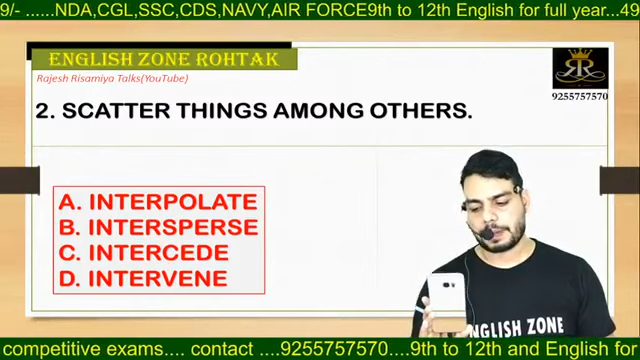 9/- ......NDA,CGL,SSC,CDS,NAVY,AIR FORCE9th to 12th English for full year...49
ENGLISH ZONE ROHTAK
Rajesh Risamiya Talks(YouTube)
RR
9255757570
2. SCATTER THINGS AMONG OTHERS.
A. INTERPOLATE
B. INTERSPERSE
C. INTERCEDE
D. INTERVENE
ENGLISH ZONE
competitive exams.... contact ....9255757570....9th to 12th and English for